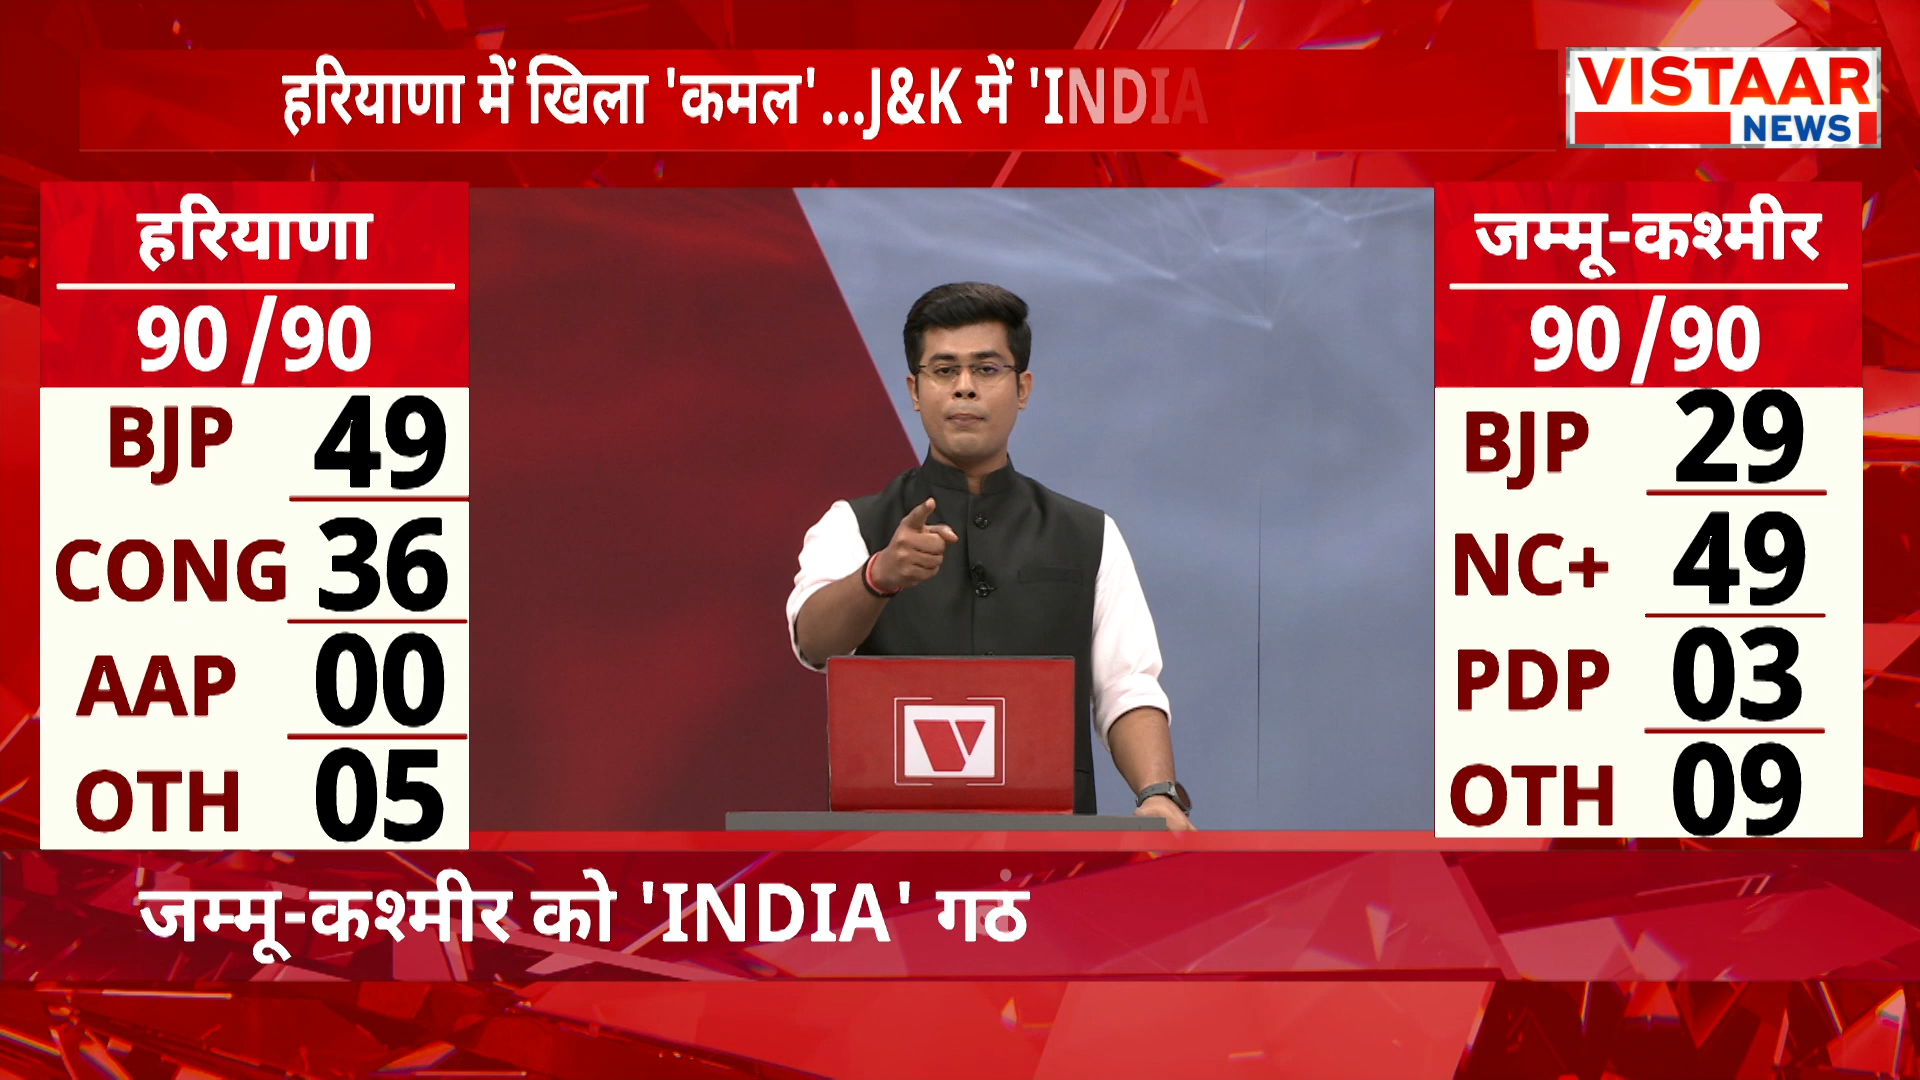 हरियाणा में खिला 'कमल'...J&K में 'INDIA
VISTAAR
NEWS
हरियाणा
90/90
BJP 49
CONG 36
AAP 00
OTH 05
जम्मू-कश्मीर
90/90
BJP 29
NC+ 49
PDP 03
OTH 09
जम्मू-कश्मीर को 'INDIA' गठ